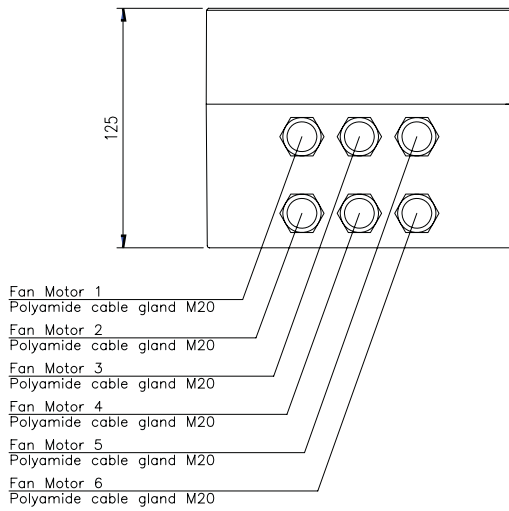 125
Fan Motor 1
Polyamide cable gland M20
Fan Motor 2
Polyamide cable gland M20
Fan Motor 3
Polyamide cable gland M20
Fan Motor 4
Polyamide cable gland M20
Fan Motor 5
Polyamide cable gland M20
Fan Motor 6
Polyamide cable gland M20